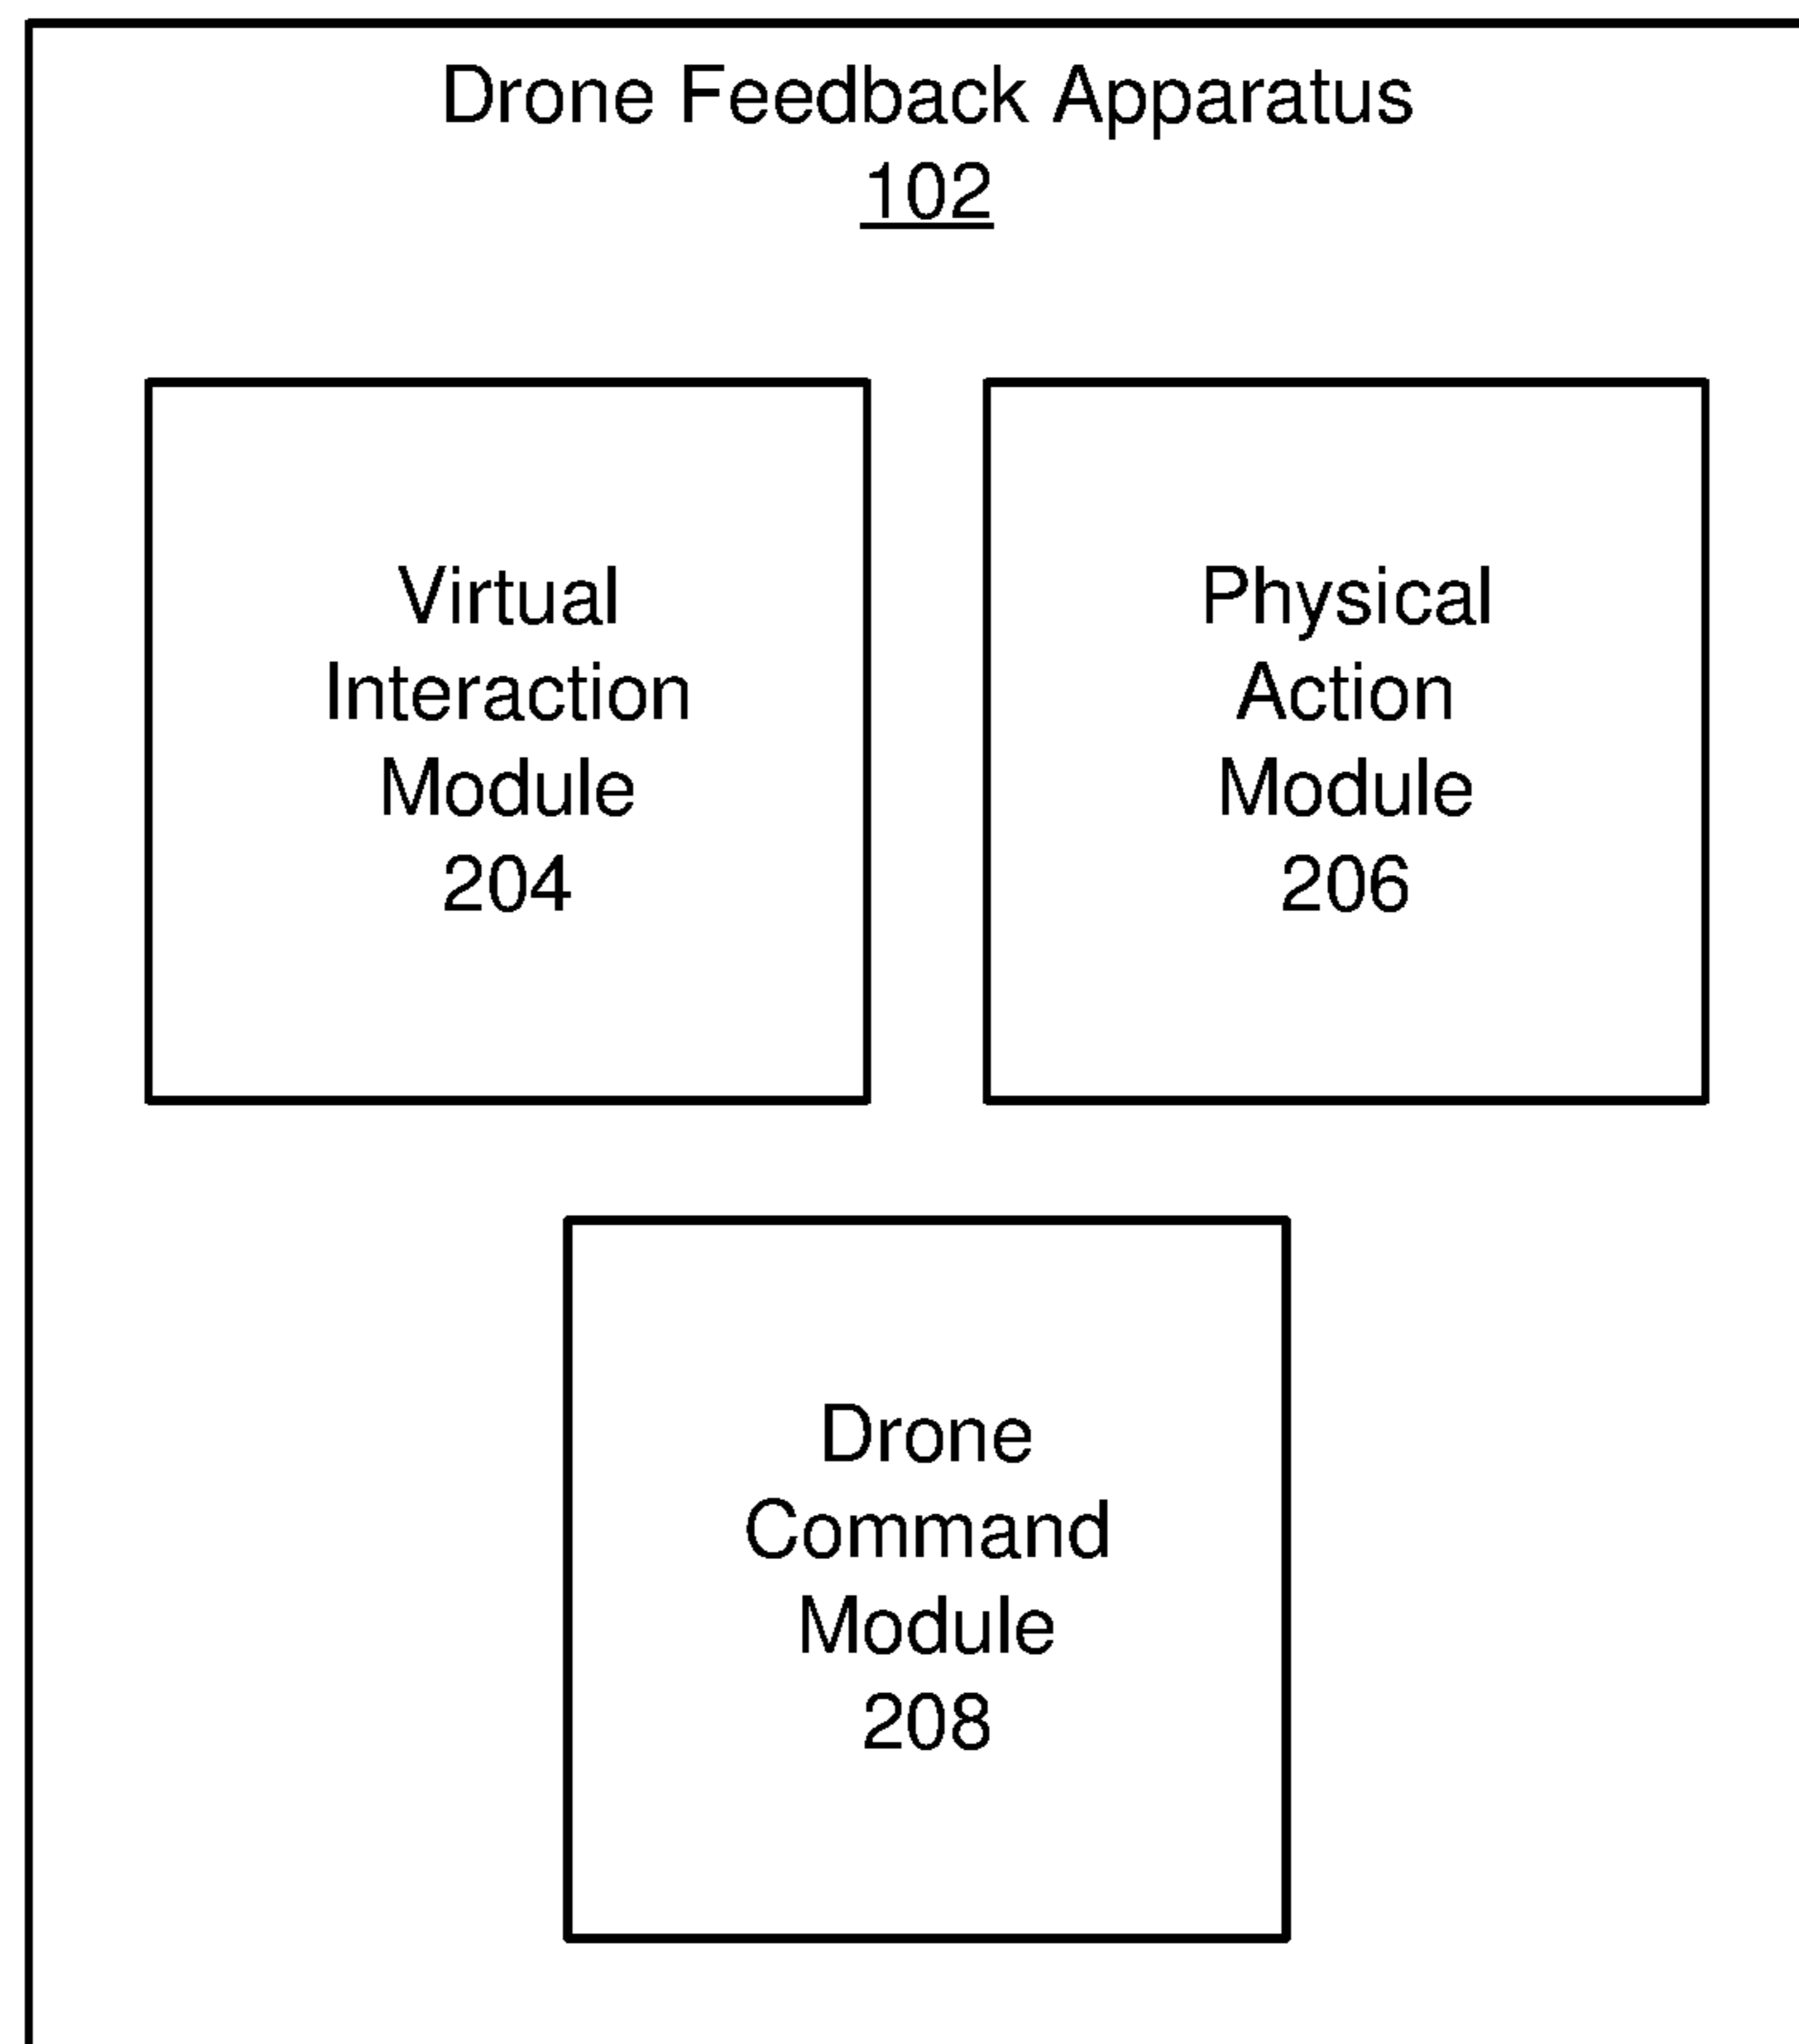 Drone Feedback Apparatus
102
Virtual
Interaction
Module
204
Physical
Action
Module
206
Drone
Command
Module
208